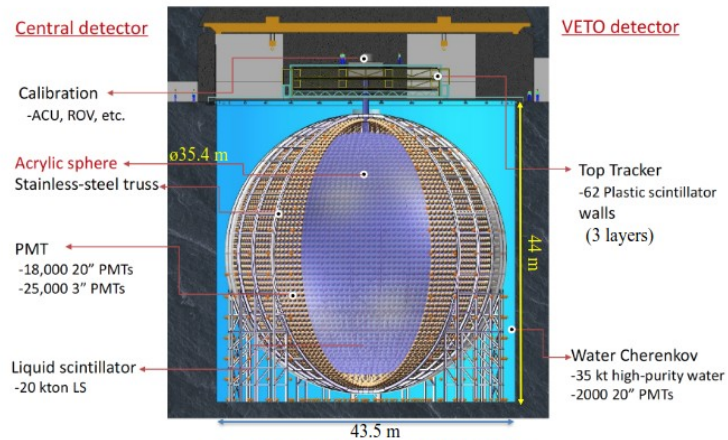 Central detector
VETO detector
Calibration
-ACU, ROV, etc.
Acrylic sphere
ø35.4 m
Stainless-steel truss
PMT
-18,000 20” PMTs
-25,000 3” PMTs
Liquid scintillator
-20 kton LS
Top Tracker
-62 Plastic scintillator
walls
(3 layers)
44 m
Water Cherenkov
-35 kt high-purity water
-2000 20” PMTs
43.5 m